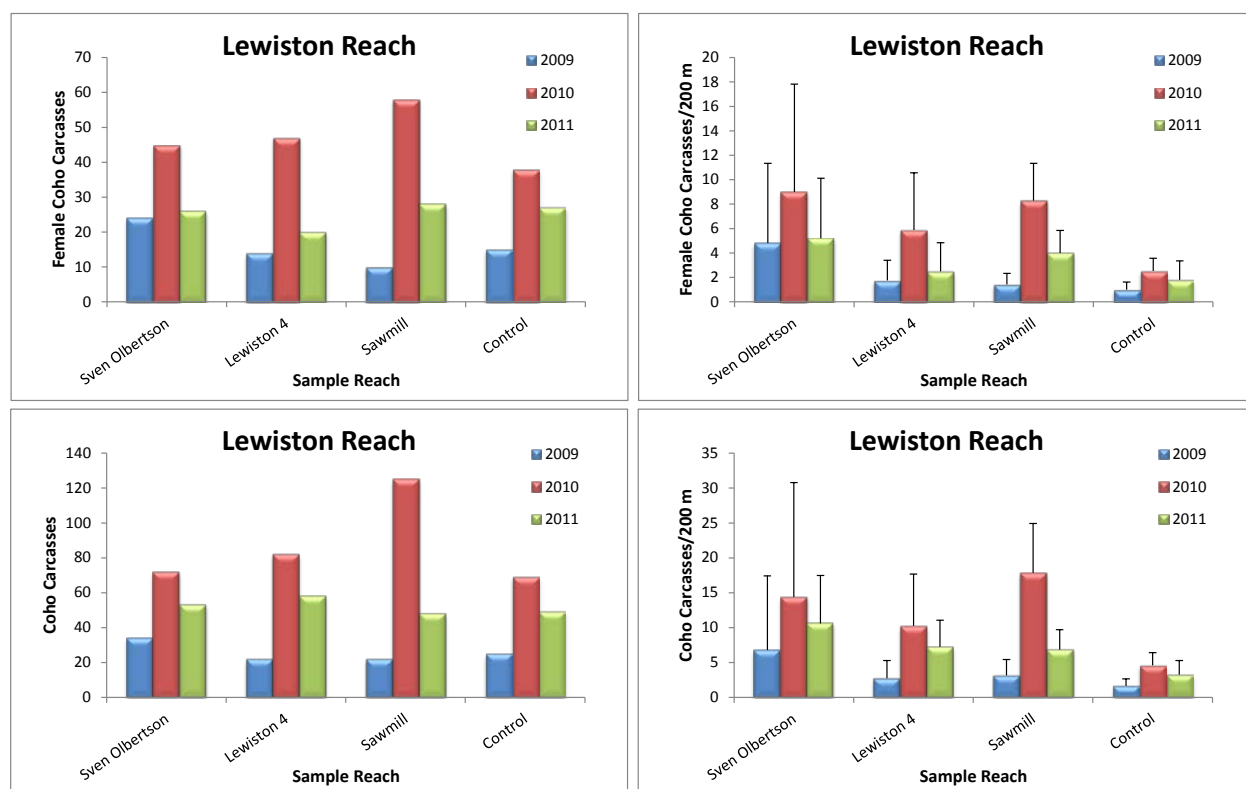 Lewiston Reach
Female Coho Carcasses
70
60
50
40
30
20
10
0
2009
2010
2011
Sven Olbertson
Lewiston 4
Sawmill
Control
Sample Reach
Lewiston Reach
Female Coho Carcasses/200 m
20
18
16
14
12
10
8
6
4
2
0
2009
2010
2011
Sven Olbertson
Lewiston 4
Sawmill
Control
Sample Reach
Lewiston Reach
Coho Carcasses
140
120
100
80
60
40
20
0
2009
2010
2011
Sven Olbertson
Lewiston 4
Sawmill
Control
Sample Reach
Lewiston Reach
Coho Carcasses/200 m
35
30
25
20
15
10
5
0
2009
2010
2011
Sven Olbertson
Lewiston 4
Sawmill
Control
Sample Reach